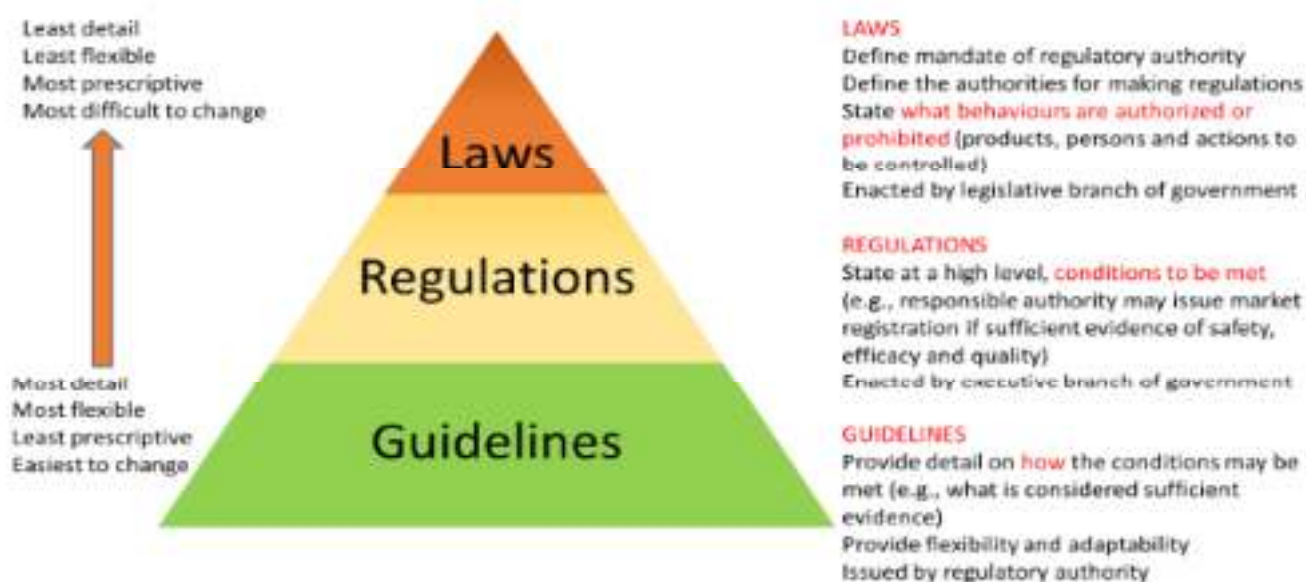 Least detail
Least flexible
Most prescriptive
Most difficult to change
Most detail
Most flexible
Least prescriptive
Easiest to change
Laws
Regulations
Guidelines
LAWS
Define mandate of regulatory authority
Define the authorities for making regulations
State what behaviours are authorized or
prohibited (products, persons and actions to
be controlled)
Enacted by legislative branch of government
REGULATIONS
State at a high level, conditions to be met
(e.g., responsible authority may issue market
registration if sufficient evidence of safety,
efficacy and quality)
Enacted by executive branch of government
GUIDELINES
Provide detail on how the conditions may be
met (e.g., what is considered sufficient
evidence)
Provide flexibility and adaptability
Issued by regulatory authority